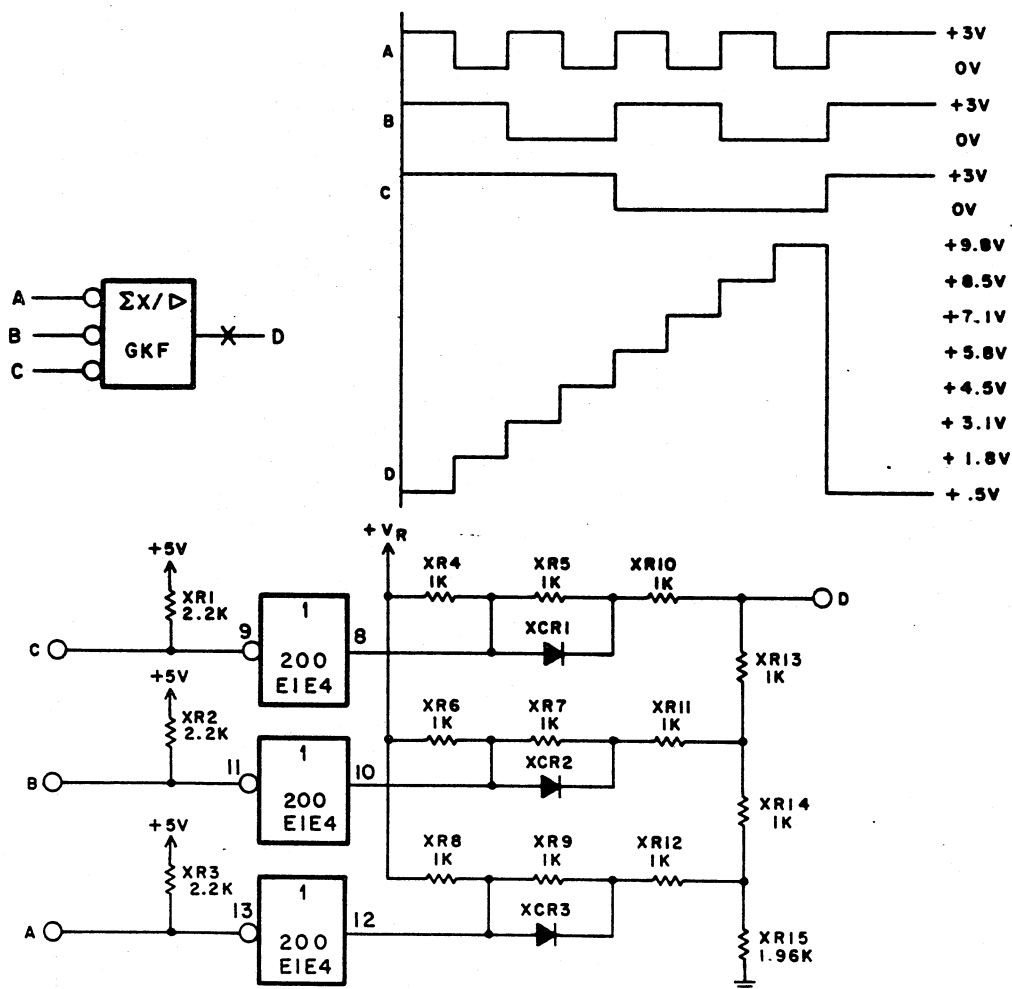 A
+3V
0V
B
+3V
0V
C
+3V
0V
+9.8V
+8.5V
+7.1V
+5.8V
+4.5V
+3.1V
+1.8V
D
+.5V
A
B
C
ΣX/▷
GKF
D
+VR
+5V
XR1
2.2K
C
9
1
200
E1E4
8
XR4
1K
XR5
1K
XR10
1K
XCR1
D
XR13
1K
+5V
XR2
2.2K
B
11
1
200
E1E4
10
XR6
1K
XR7
1K
XR11
1K
XCR2
XR14
1K
+5V
XR3
2.2K
A
13
1
200
E1E4
12
XR8
1K
XR9
1K
XR12
1K
XCR3
XR15
1.96K